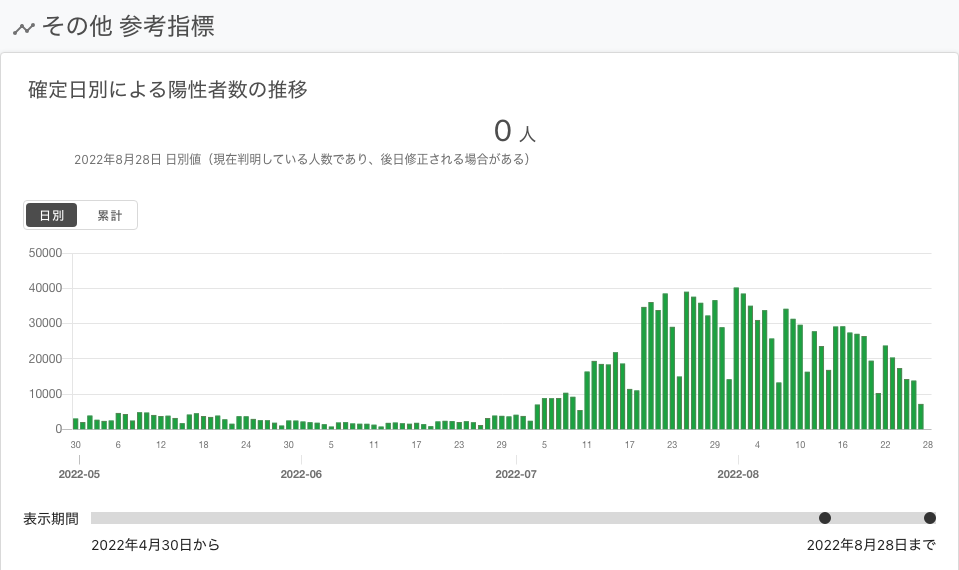 その他 参考指標
確定日別による陽性者数の推移
0 人
2022年8月28日 日別値（現在判明している人数であり、後日修正される場合がある）
日別 累計
50000
40000
30000
20000
10000
0
30 6 12 18 24 30 5 11 17 23 29 5 11 17 23 29 4 10 16 22 28
2022-05 2022-06 2022-07 2022-08
表示期間
2022年4月30日から 2022年8月28日まで